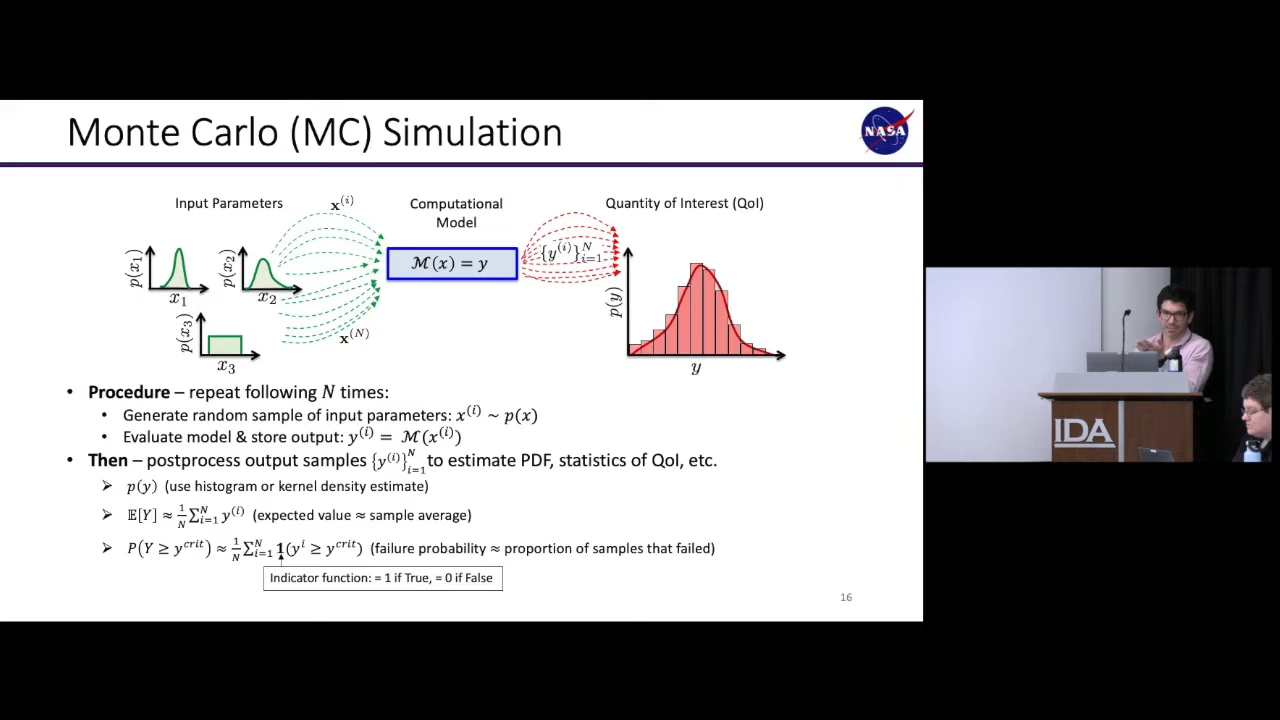 Monte Carlo (MC) Simulation
NASA
Input Parameters
x^(i)
Computational
Model
Quantity of Interest (QoI)
p(x₁)
x₁
p(x₂)
x₂
ℳ(x) = y
{y^(i)}_{i=1}^N
p(x₃)
x₃
x^(N)
p(y)
y
• Procedure – repeat following N times:
• Generate random sample of input parameters: x^(i) ~ p(x)
• Evaluate model & store output: y^(i) = ℳ(x^(i))
• Then – postprocess output samples {y^(i)}_{i=1}^N to estimate PDF, statistics of QoI, etc.
➢ p(y) (use histogram or kernel density estimate)
➢ 𝔼[Y] ≈ 1/N ∑_{i=1}^N y^(i) (expected value ≈ sample average)
➢ P(Y ≥ y^crit) ≈ 1/N ∑_{i=1}^N 𝟏(y^i ≥ y^crit) (failure probability ≈ proportion of samples that failed)
Indicator function: = 1 if True, = 0 if False
16
IDA